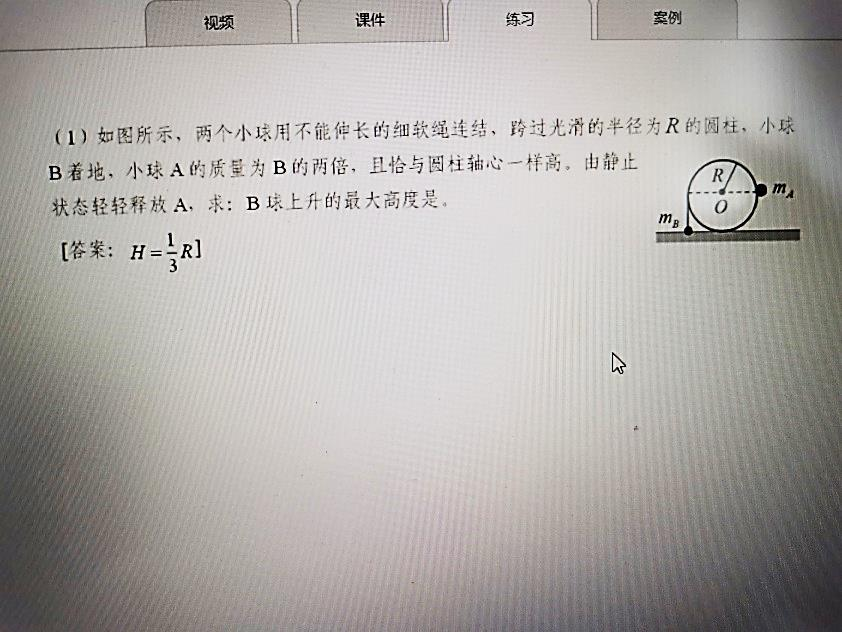 视频 课件 练习 案例
(1) 如图所示，两个小球用不能伸长的细软绳连结，跨过光滑的半径为R的圆柱，小球
B着地，小球A的质量为B的两倍，且恰与圆柱轴心一样高。由静止
状态轻轻释放A，求：B球上升的最大高度是。
[答案： H=1/3R]
R
m_A
O
m_B